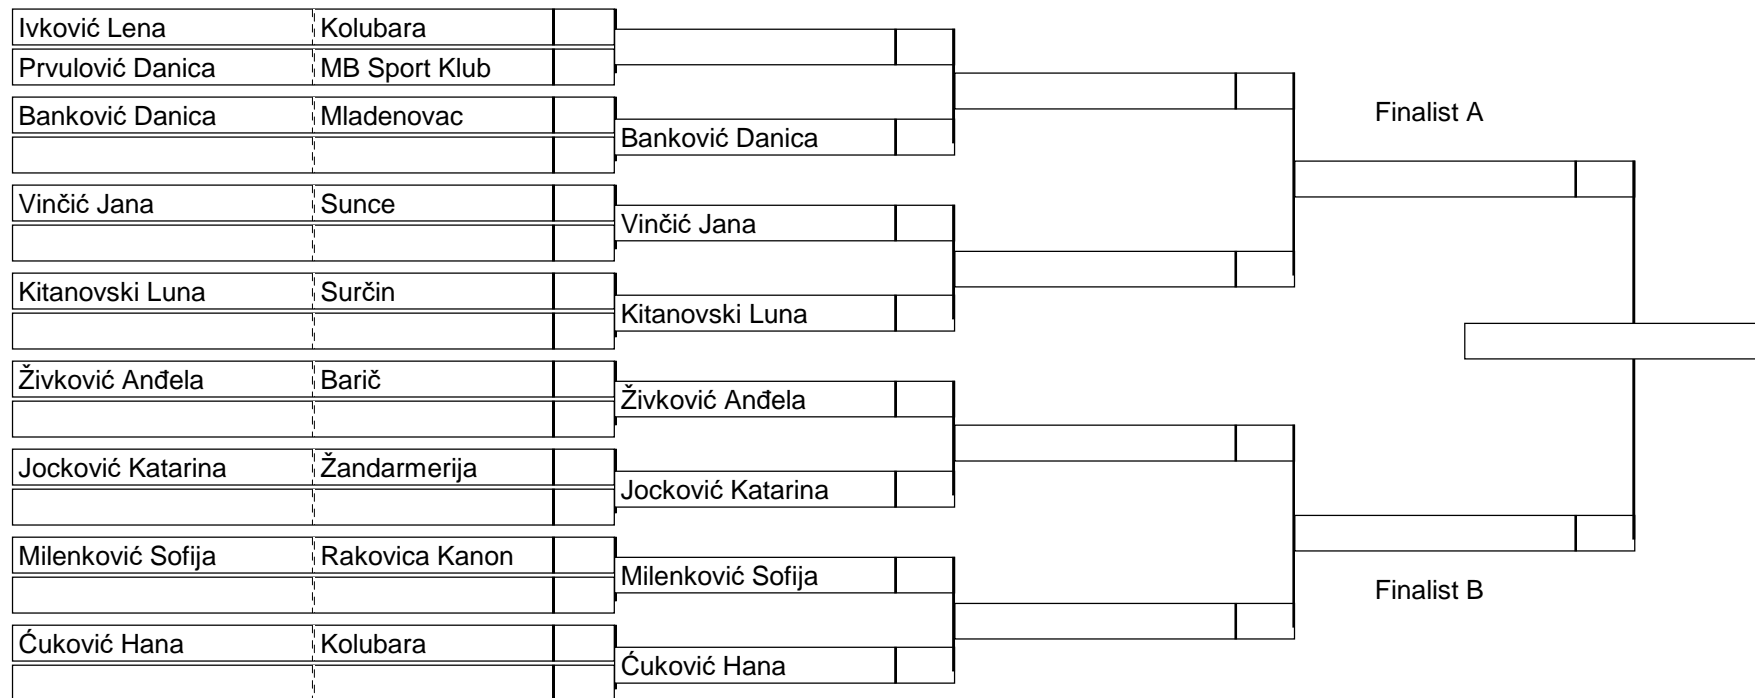 Ivković Lena Kolubara
Prvulović Danica MB Sport Klub
Finalist A
Banković Danica Mladenovac
Banković Danica
Vinčić Jana Sunce
Vinčić Jana
Kitanovski Luna Surčin
Kitanovski Luna
Živković Anđela Barič
Živković Anđela
Jocković Katarina Žandarmerija
Jocković Katarina
Milenković Sofija Rakovica Kanon
Milenković Sofija
Finalist B
Ćuković Hana Kolubara
Ćuković Hana